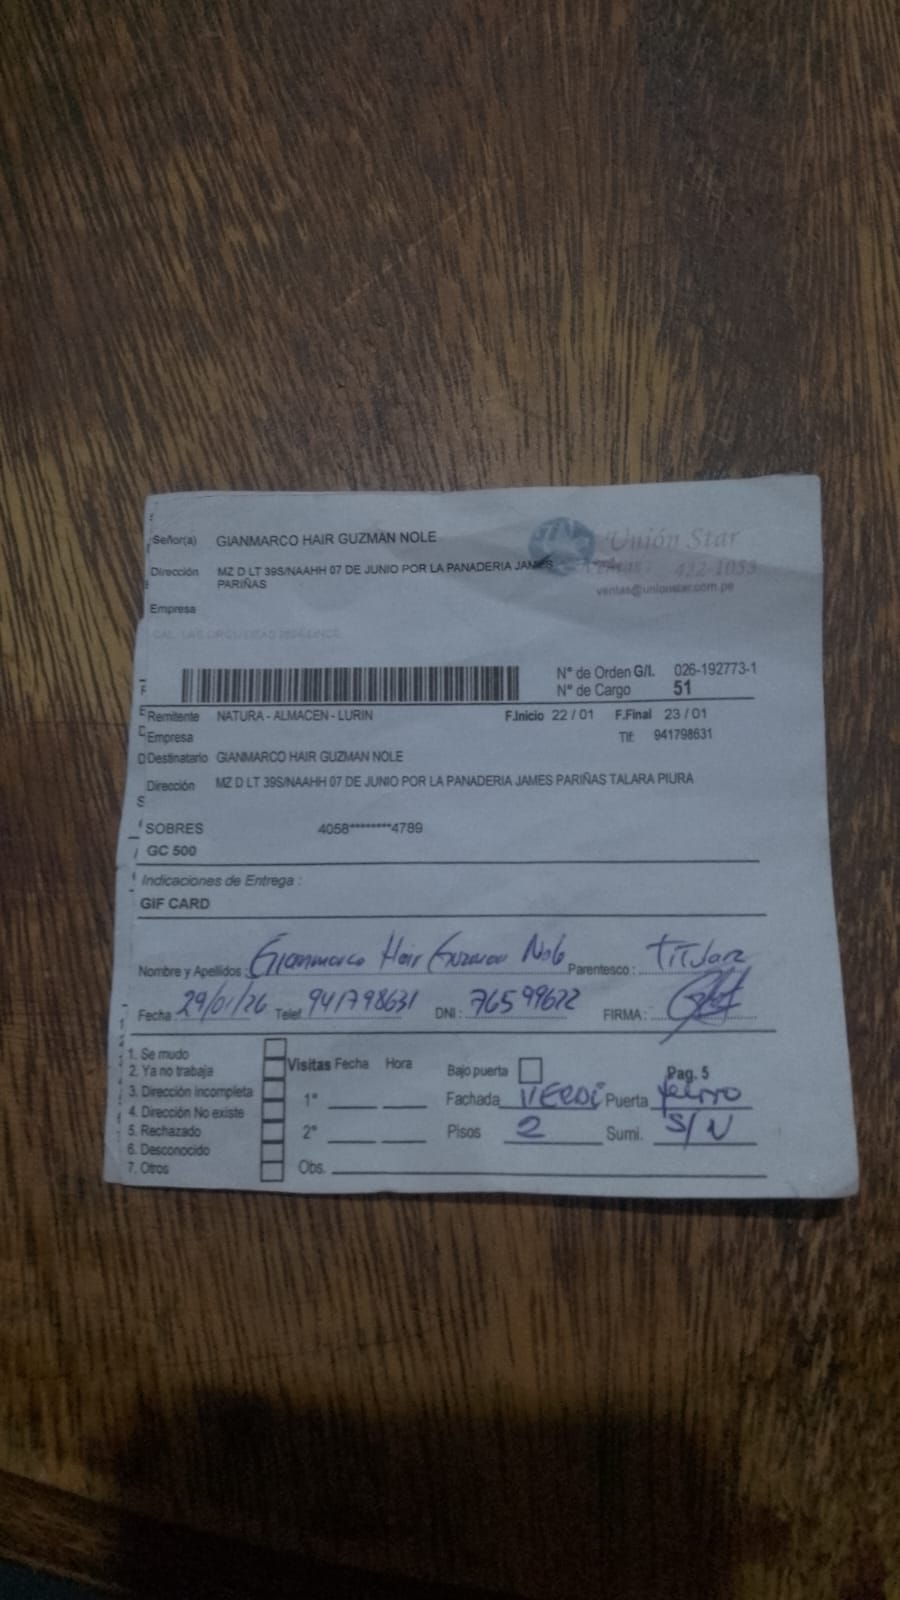 Señor(a) GIANMARCO HAIR GUZMAN NOLE
Unión Star
Dirección MZ D LT 39S/NAAHH 07 DE JUNIO POR LA PANADERIA JAMES
PARIÑAS
422-1053
ventas@unionstar.com.pe
Empresa
N° de Orden G/I. 026-192773-1
N° de Cargo 51
Remitente NATURA - ALMACEN - LURIN F.Inicio 22 / 01 F.Final 23 / 01
Empresa Tlf: 941798631
Destinatario GIANMARCO HAIR GUZMAN NOLE
Dirección MZ D LT 39S/NAAHH 07 DE JUNIO POR LA PANADERIA JAMES PARIÑAS TALARA PIURA
SOBRES 4058********4789
GC 500
Indicaciones de Entrega :
GIF CARD
Nombre y Apellidos : Gianmarco Hair Guzman Nole Parentesco :
Fecha 29/01/26 Telef 941798631 DNI : 76599622 FIRMA :
1. Se mudo
2. Ya no trabaja
3. Dirección incompleta
4. Dirección No existe
5. Rechazado
6. Desconocido
7. Otros
Visitas Fecha Hora
1°
2°
Obs.
Bajo puerta Pag. 5
Fachada VERDE Puerta
Pisos 2 Sumi. S/N